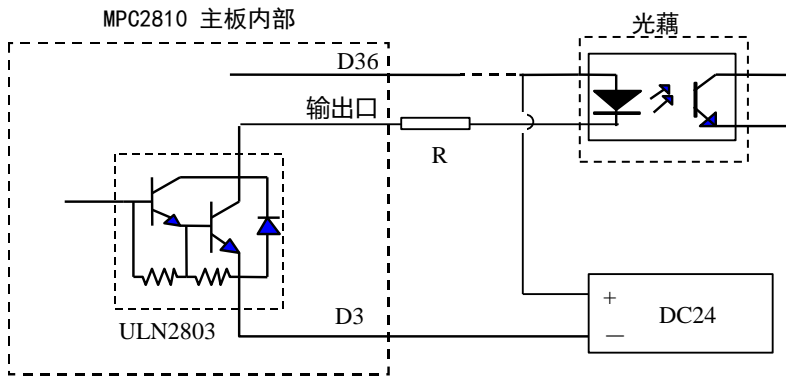 MPC2810 主板内部
光藕
D36
输出口
R
+
DC24
D3
—
ULN2803